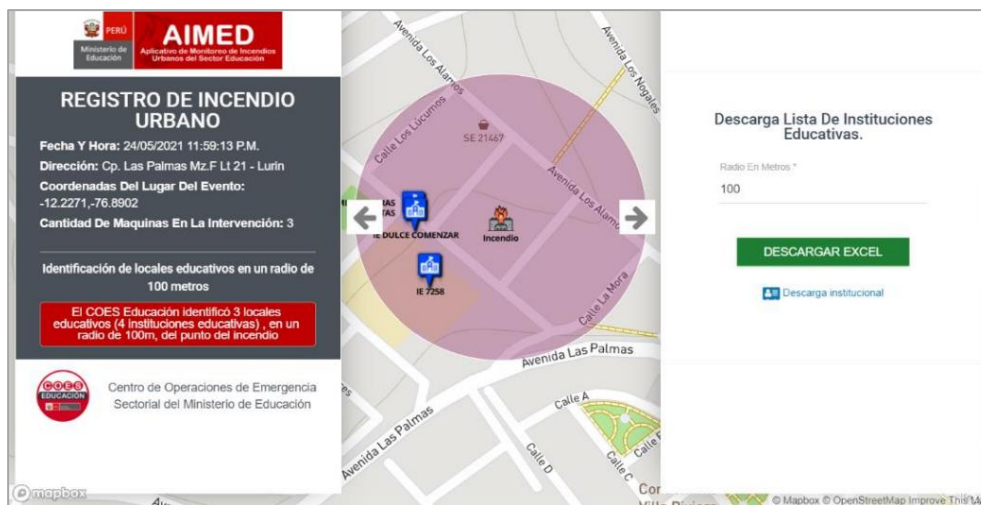 PERÚ
Ministerio de
Educación
AIMED
Aplicativo de Monitoreo de Incendios
Urbanos del Sector Educación
REGISTRO DE INCENDIO
URBANO
Fecha Y Hora: 24/05/2021 11:59:13 P.M.
Dirección: Cp. Las Palmas Mz.F Lt 21 - Lurin
Coordenadas Del Lugar Del Evento:
-12.2271,-76.8902
Cantidad De Maquinas En La Intervención: 3
Identificación de locales educativos en un radio de
100 metros
El COES Educación identificó 3 locales
educativos (4 instituciones educativas) , en un
radio de 100m, del punto del incendio
COES
EDUCACIÓN
Centro de Operaciones de Emergencia
Sectorial del Ministerio de Educación
mapbox
Avenida Los Alamos
Avenida Los Nogales
Calle Los Lúcumos
SE 21467
Avenida Los Alamos
IE DULCE COMENZAR
Incendio
IE 7258
Calle La Mora
Avenida Las Palmas
Avenida Las Palmas
Calle A
Calle D
Calle C
Descarga Lista De Instituciones
Educativas.
Radio En Metros *
100
DESCARGAR EXCEL
Descarga institucional
© Mapbox © OpenStreetMap Improve This